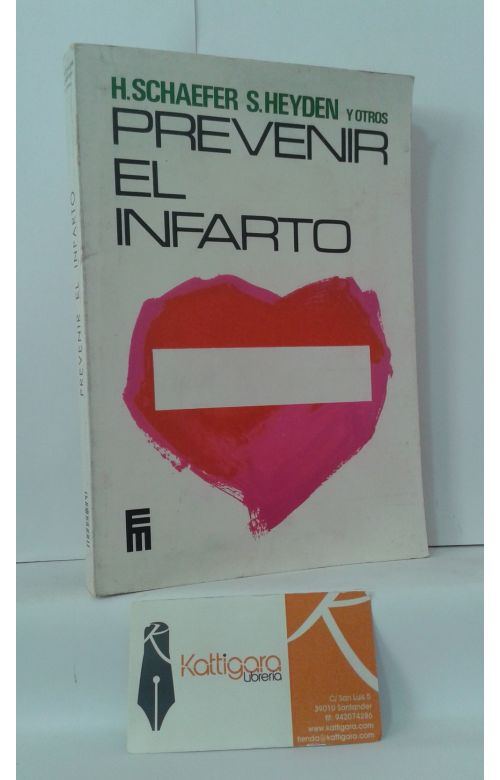 H. SCHAEFER S. HEYDEN Y OTROS
PREVENIR
EL
INFARTO
PREVENIR EL INFARTO
Kattigara
Librería
C/ San Luis 5
39010 Santander
tlf: 942074286
www.kattigara.com
tienda@kattigara.com